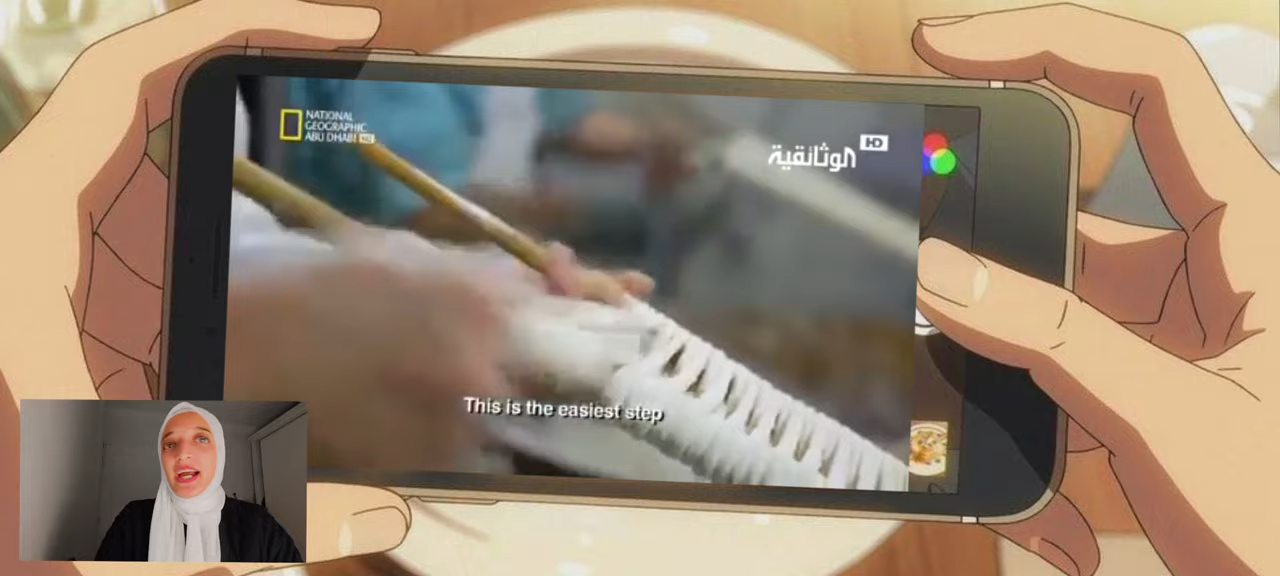 NATIONAL
GEOGRAPHIC
ABU DHABI HD
الوثائقية HD
This is the easiest step